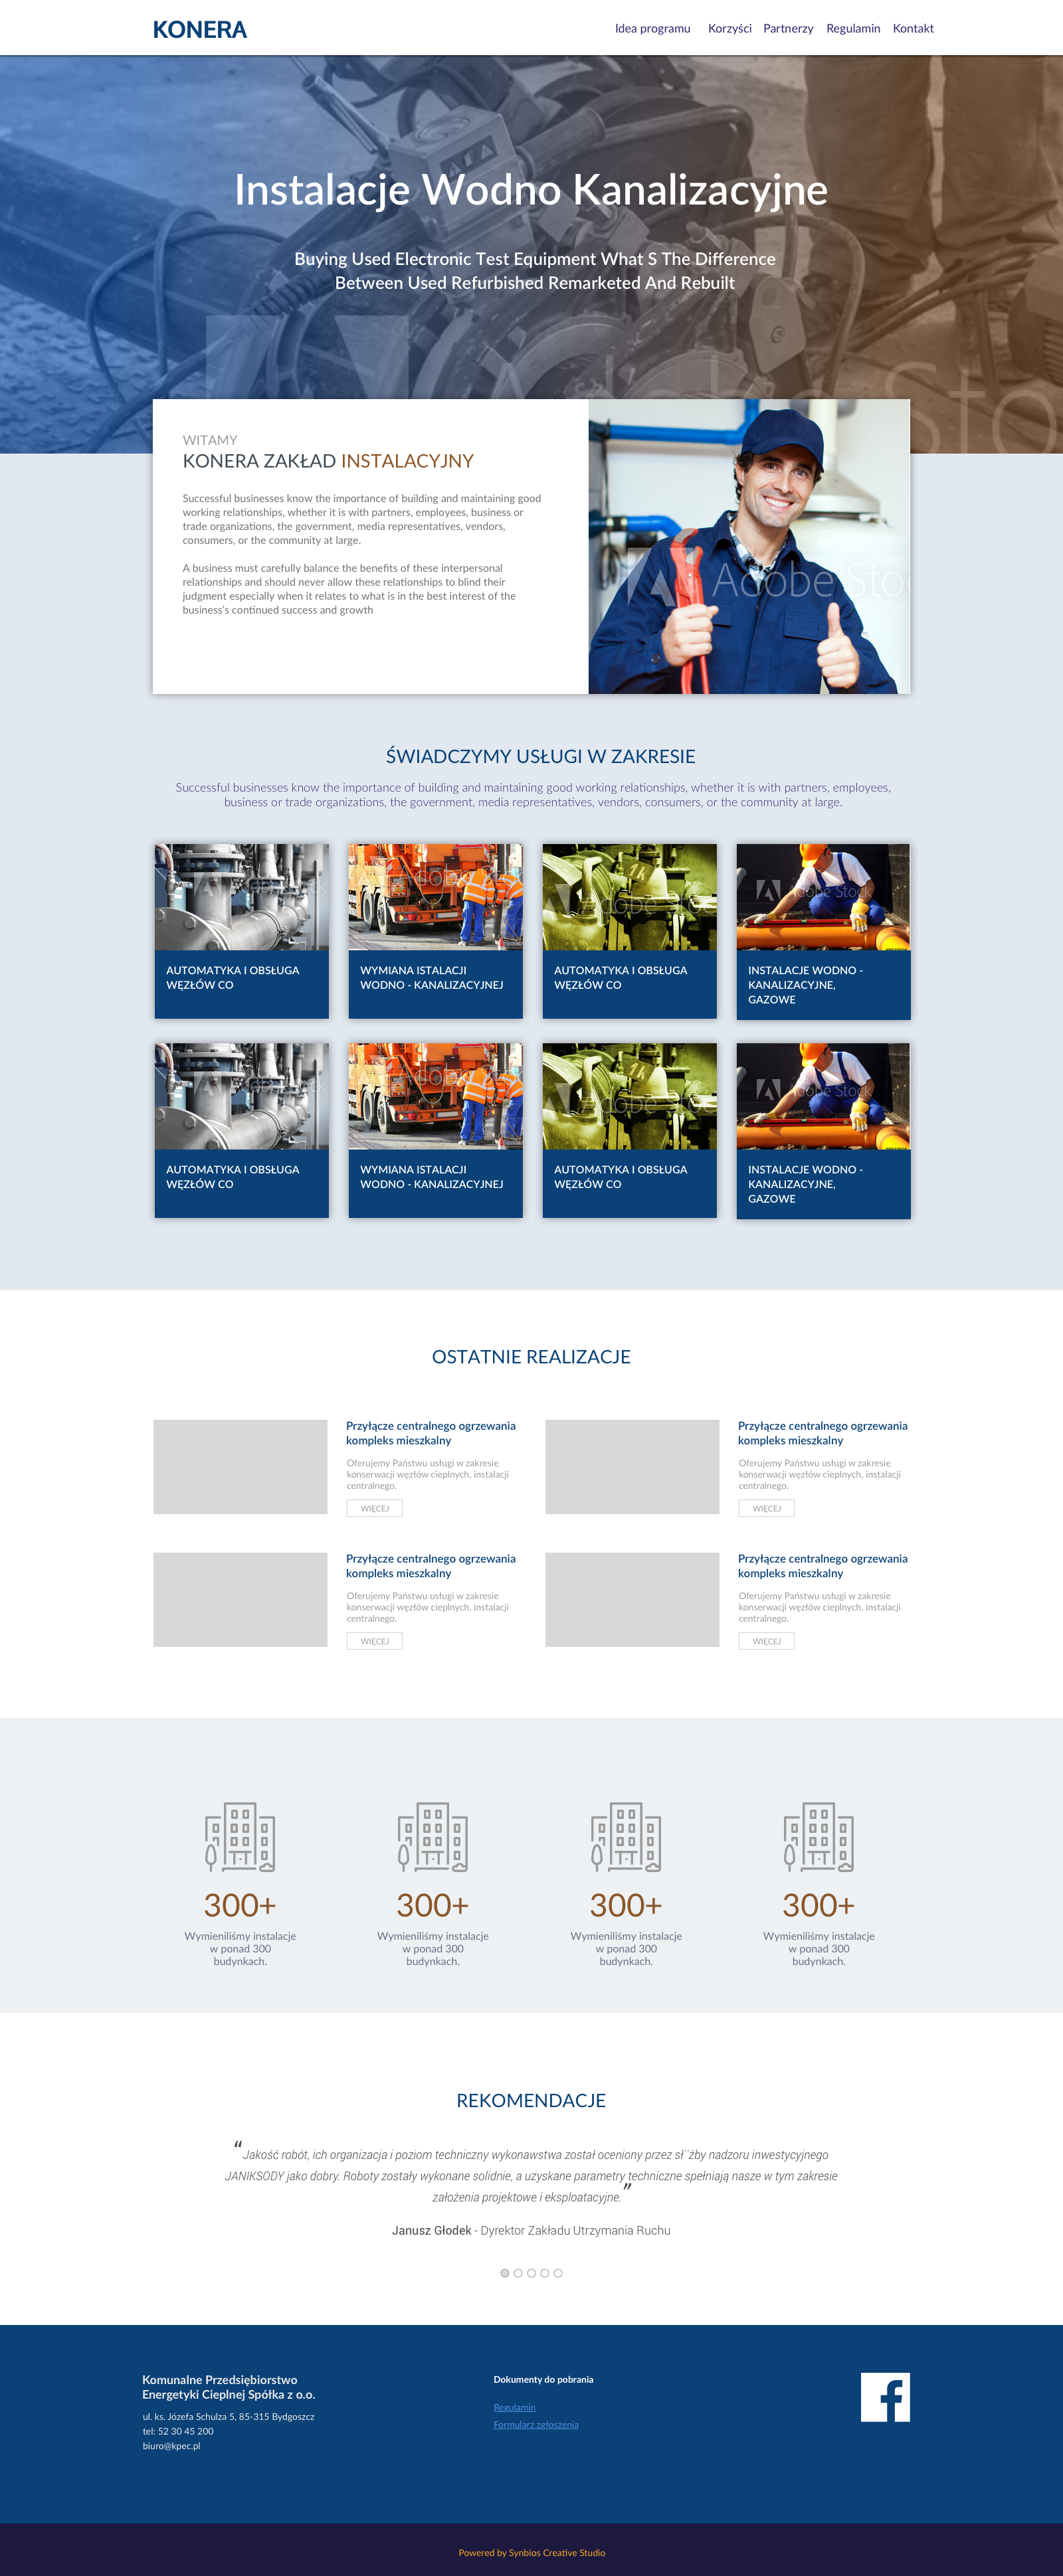 KONERA
Idea programu Korzyści Partnerzy Regulamin Kontakt
Instalacje Wodno Kanalizacyjne
Buying Used Electronic Test Equipment What S The Difference
Between Used Refurbished Remarketed And Rebuilt
WITAMY
KONERA ZAKŁAD INSTALACYJNY
Successful businesses know the importance of building and maintaining good
working relationships, whether it is with partners, employees, business or
trade organizations, the government, media representatives, vendors,
consumers, or the community at large.
A business must carefully balance the benefits of these interpersonal
relationships and should never allow these relationships to blind their
judgment especially when it relates to what is in the best interest of the
business's continued success and growth
Adobe Stoc
ŚWIADCZYMY USŁUGI W ZAKRESIE
Successful businesses know the importance of building and maintaining good working relationships, whether it is with partners, employees,
business or trade organizations, the government, media representatives, vendors, consumers, or the community at large.
Adobe Stock
AUTOMATYKA I OBSŁUGA
WĘZŁÓW CO
WYMIANA ISTALACJI
WODNO - KANALIZACYJNEJ
AUTOMATYKA I OBSŁUGA
WĘZŁÓW CO
INSTALACJE WODNO -
KANALIZACYJNE,
GAZOWE
Adobe Stock
AUTOMATYKA I OBSŁUGA
WĘZŁÓW CO
WYMIANA ISTALACJI
WODNO - KANALIZACYJNEJ
AUTOMATYKA I OBSŁUGA
WĘZŁÓW CO
INSTALACJE WODNO -
KANALIZACYJNE,
GAZOWE
OSTATNIE REALIZACJE
Przyłącze centralnego ogrzewania
kompleks mieszkalny
Oferujemy Państwu usługi w zakresie
konserwacji węzłów cieplnych, instalacji
centralnego.
WIĘCEJ
Przyłącze centralnego ogrzewania
kompleks mieszkalny
Oferujemy Państwu usługi w zakresie
konserwacji węzłów cieplnych, instalacji
centralnego.
WIĘCEJ
Przyłącze centralnego ogrzewania
kompleks mieszkalny
Oferujemy Państwu usługi w zakresie
konserwacji węzłów cieplnych, instalacji
centralnego.
WIĘCEJ
Przyłącze centralnego ogrzewania
kompleks mieszkalny
Oferujemy Państwu usługi w zakresie
konserwacji węzłów cieplnych, instalacji
centralnego.
WIĘCEJ
300+
Wymieniliśmy instalacje
w ponad 300
budynkach.
300+
Wymieniliśmy instalacje
w ponad 300
budynkach.
300+
Wymieniliśmy instalacje
w ponad 300
budynkach.
300+
Wymieniliśmy instalacje
w ponad 300
budynkach.
REKOMENDACJE
“Jakość robót, ich organizacja i poziom techniczny wykonawstwa został oceniony przez sł¨żby nadzoru inwestycyjnego
JANIKSODY jako dobry. Roboty zostały wykonane solidnie, a uzyskane parametry techniczne spełniają nasze w tym zakresie
założenia projektowe i eksploatacyjne.”
Janusz Głodek - Dyrektor Zakładu Utrzymania Ruchu
Komunalne Przedsiębiorstwo
Energetyki Cieplnej Spółka z o.o.
ul. ks. Józefa Schulza 5, 85-315 Bydgoszcz
tel: 52 30 45 200
biuro@kpec.pl
Dokumenty do pobrania
Regulamin
Formularz zgłoszenia
Powered by Synbios Creative Studio